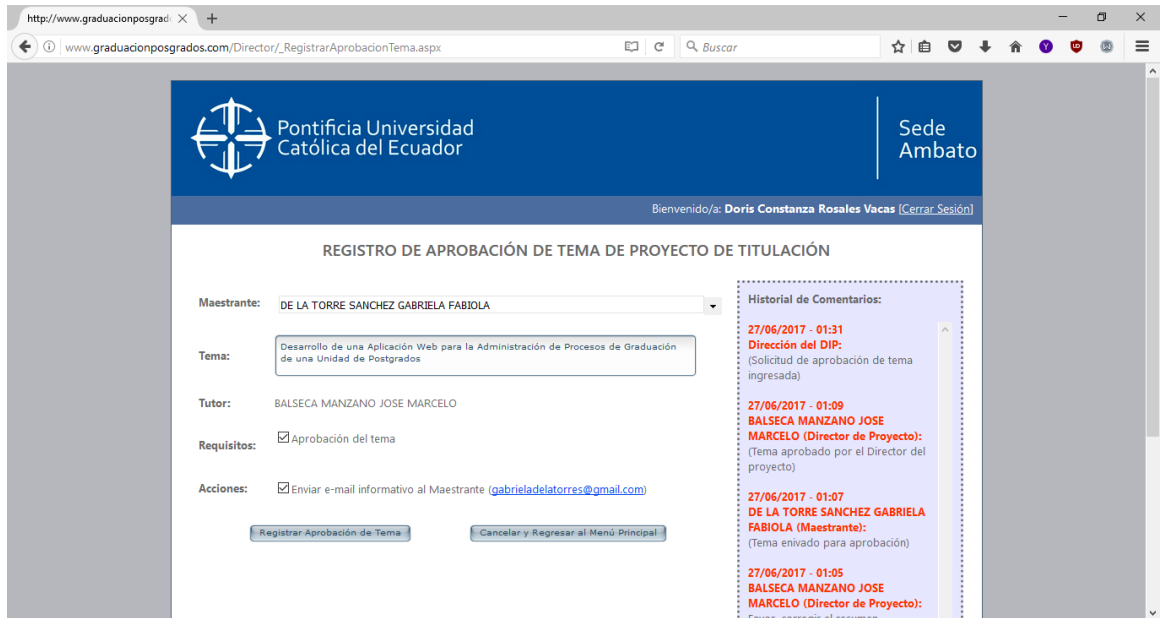 http://www.graduacionposgrad
www.graduacionposgrados.com/Director/_RegistrarAprobacionTema.aspx
Buscar
Pontificia Universidad
Católica del Ecuador
Sede
Ambato
Bienvenido/a: Doris Constanza Rosales Vacas [Cerrar Sesión]
REGISTRO DE APROBACIÓN DE TEMA DE PROYECTO DE TITULACIÓN
Maestrante: DE LA TORRE SANCHEZ GABRIELA FABIOLA
Tema: Desarrollo de una Aplicación Web para la Administración de Procesos de Graduación
de una Unidad de Postgrados
Tutor: BALSECA MANZANO JOSE MARCELO
Requisitos: Aprobación del tema
Acciones: Enviar e-mail informativo al Maestrante (gabrieladelatorres@gmail.com)
Registrar Aprobación de Tema Cancelar y Regresar al Menú Principal
Historial de Comentarios:
27/06/2017 - 01:31
Dirección del DIP:
(Solicitud de aprobación de tema
ingresada)
27/06/2017 - 01:09
BALSECA MANZANO JOSE
MARCELO (Director de Proyecto):
(Tema aprobado por el Director del
proyecto)
27/06/2017 - 01:07
DE LA TORRE SANCHEZ GABRIELA
FABIOLA (Maestrante):
(Tema enivado para aprobación)
27/06/2017 - 01:05
BALSECA MANZANO JOSE
MARCELO (Director de Proyecto):